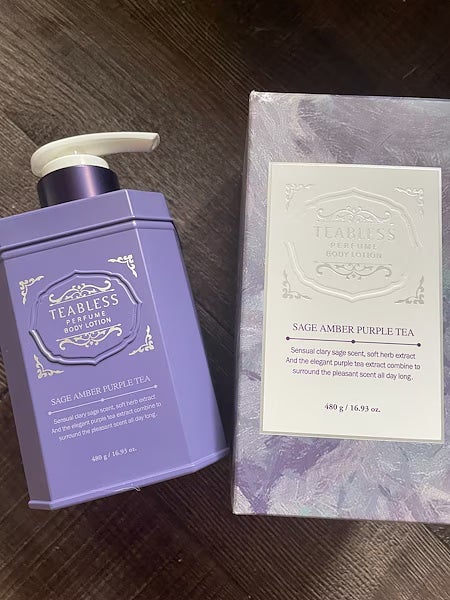 TEABLESS
PERFUME
BODY LOTION
SAGE AMBER PURPLE TEA
Sensual clary sage scent, soft herb extract
And the elegant purple tea extract combine to
surround the pleasant scent all day long.
480 g / 16.93 oz.
TEABLESS
PERFUME
BODY LOTION
SAGE AMBER PURPLE TEA
Sensual clary sage scent, soft herb extract
And the elegant purple tea extract combine to
surround the pleasant scent all day long.
480 g / 16.93 oz.